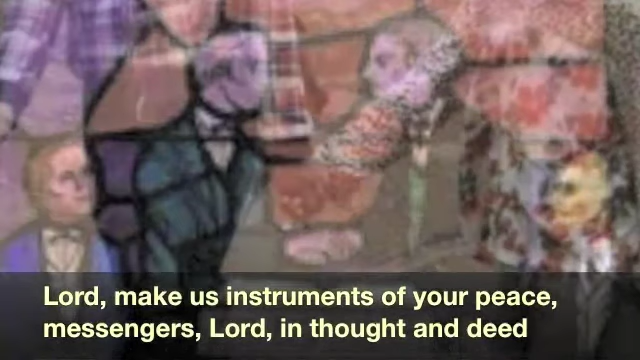 Lord, make us instruments of your peace,
messengers, Lord, in thought and deed